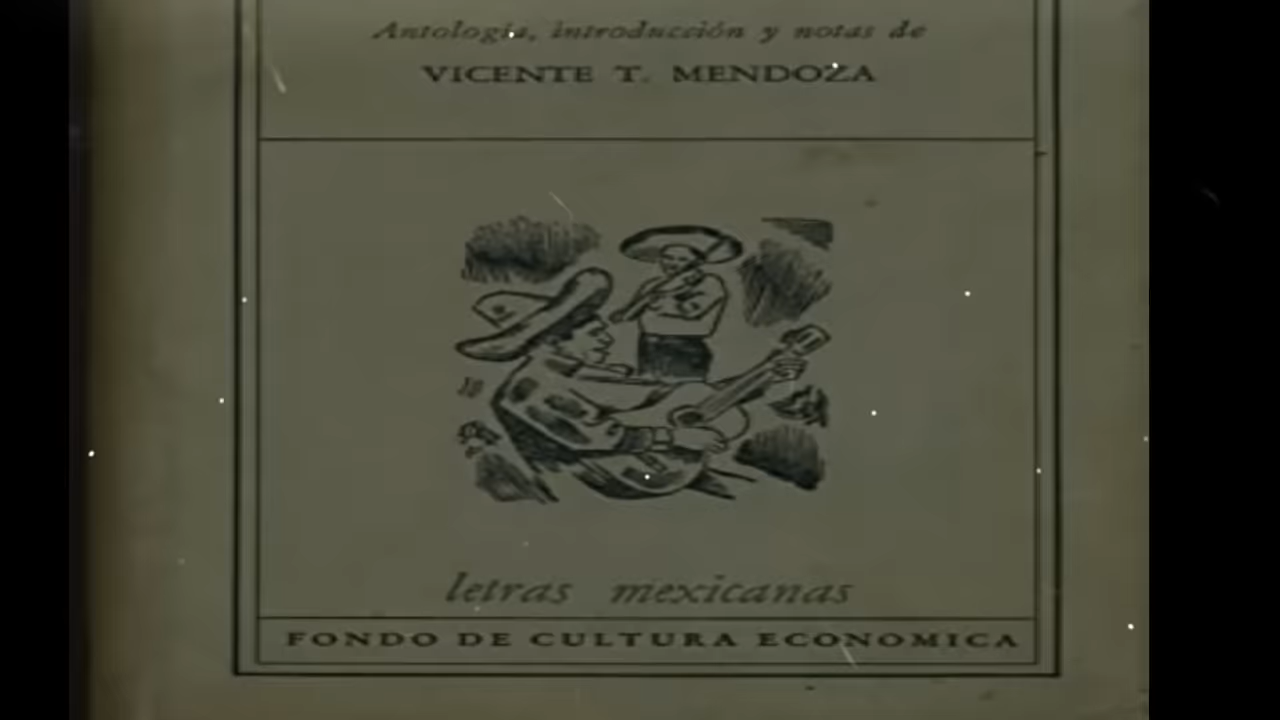 Antología, introducción y notas de
VICENTE T. MENDOZA
letras mexicanas
FONDO DE CULTURA ECONOMICA